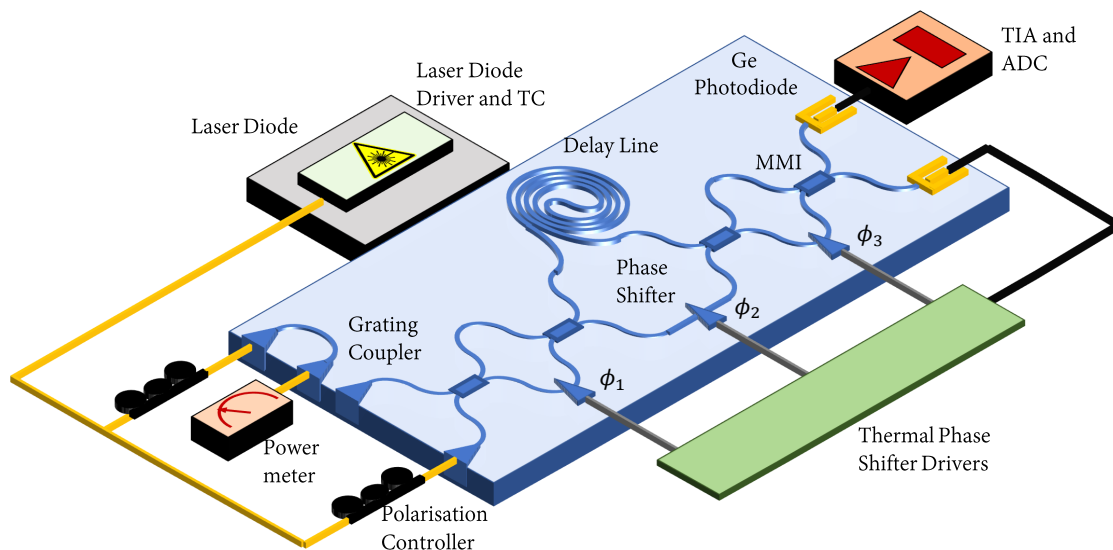 TIA and
ADC
Ge
Photodiode
Laser Diode
Driver and TC
Laser Diode
Delay Line
MMI
ϕ3
Phase
Shifter
ϕ2
Grating
Coupler
ϕ1
Power
meter
Thermal Phase
Shifter Drivers
Polarisation
Controller